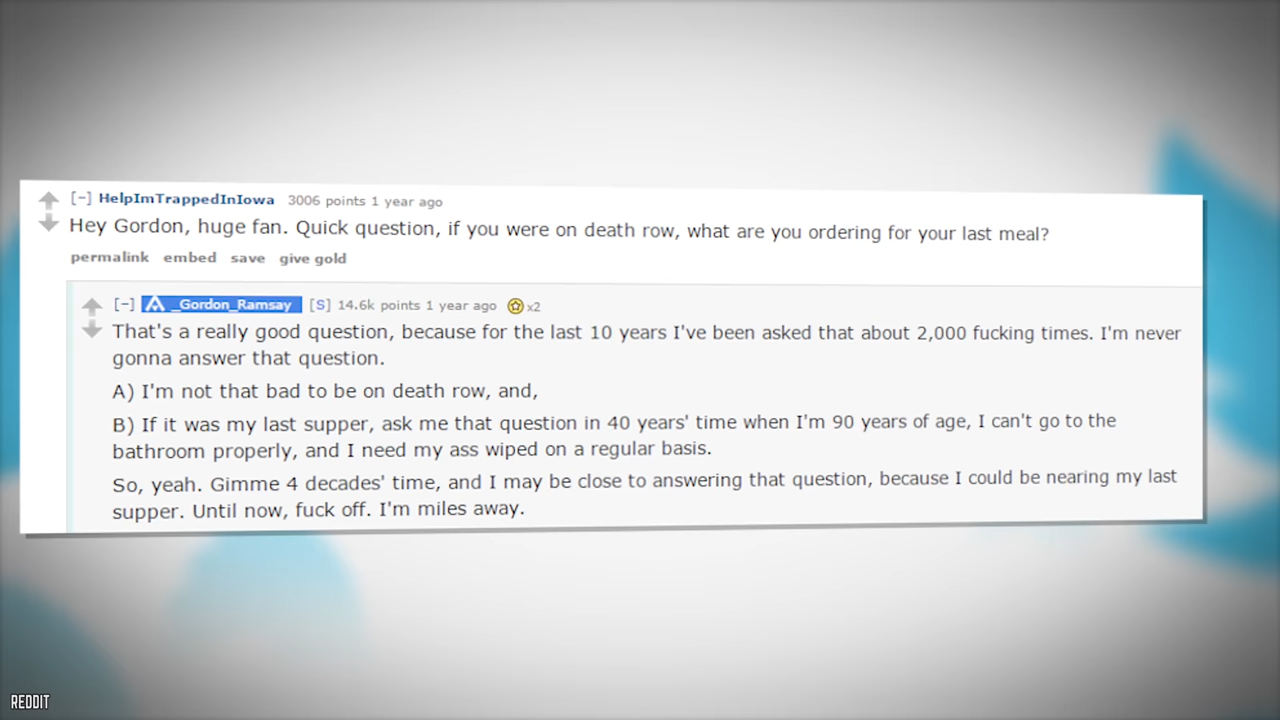 [-] HelpImTrappedInIowa 3006 points 1 year ago
Hey Gordon, huge fan. Quick question, if you were on death row, what are you ordering for your last meal?
permalink embed save give gold
[-] _Gordon_Ramsay [S] 14.6k points 1 year ago x2
That's a really good question, because for the last 10 years I've been asked that about 2,000 fucking times. I'm never
gonna answer that question.
A) I'm not that bad to be on death row, and,
B) If it was my last supper, ask me that question in 40 years' time when I'm 90 years of age, I can't go to the
bathroom properly, and I need my ass wiped on a regular basis.
So, yeah. Gimme 4 decades' time, and I may be close to answering that question, because I could be nearing my last
supper. Until now, fuck off. I'm miles away.
REDDIT